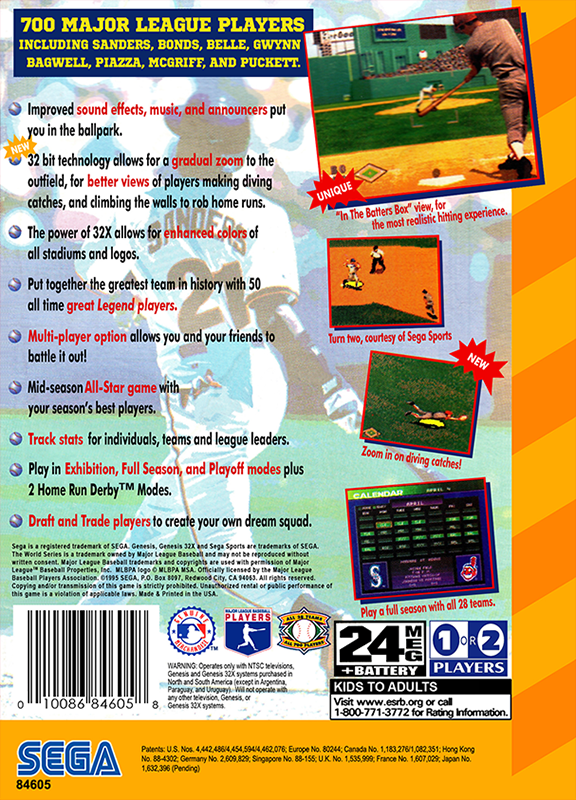 700 MAJOR LEAGUE PLAYERS
INCLUDING SANDERS, BONDS, BELLE, GWYNN
BAGWELL, PIAZZA, MCGRIFF, AND PUCKETT.
Improved sound effects, music, and announcers put
you in the ballpark.
NEW
32 bit technology allows for a gradual zoom to the
outfield, for better views of players making diving
catches, and climbing the walls to rob home runs.
The power of 32X allows for enhanced colors of
all stadiums and logos.
Put together the greatest team in history with 50
all time great Legend players.
Multi-player option allows you and your friends to
battle it out!
Mid-season All-Star game with
your season's best players.
Track stats for individuals, teams and league leaders.
Play in Exhibition, Full Season, and Playoff modes plus
2 Home Run Derby™ Modes.
Draft and Trade players to create your own dream squad.
SANDERS
21
UNIQUE
"In The Batters Box" view, for
the most realistic hitting experience.
Turn two, courtesy of Sega Sports
NEW
Zoom in on diving catches!
CALENDAR
APRIL
Play a full season with all 28 teams.
Sega is a registered trademark of SEGA. Genesis, Genesis 32X and Sega Sports are trademarks of SEGA.
The World Series is a trademark owned by Major League Baseball and may not be reproduced without
written consent. Major League Baseball trademarks and copyrights are used with permission of Major
League™ Baseball Properties, Inc. MLBPA logo © MLBPA MSA. Officially licensed by the Major League
Baseball Players Association. ©1995 SEGA, P.O. Box 8097, Redwood City, CA 94063. All rights reserved.
Copying and/or transmission of this game is strictly prohibited. Unauthorized rental or public performance of
this game is a violation of applicable laws. Made & Printed in the USA.
0 10086 84605 8
GENUINE
MERCHANDISE
MAJOR LEAGUE BASEBALL
PLAYERS
ALL 28 TEAMS
ALL 700 PLAYERS
WARNING: Operates only with NTSC televisions,
Genesis and Genesis 32X systems purchased in
North and South America (except in Argentina,
Paraguay, and Uruguay). Will not operate with
any other television, Genesis, or
Genesis 32X systems.
24 MEG
+BATTERY
1 OR 2
PLAYERS
KIDS TO ADULTS
Visit www.esrb.org or call
1-800-771-3772 for Rating Information.
SEGA
84605
Patents: U.S. Nos. 4,442,486/4,454,594/4,462,076; Europe No. 80244; Canada No. 1,183,276/1,082,351; Hong Kong
No. 88-4302; Germany No. 2,609,829; Singapore No. 88-155; U.K. No. 1,535,999; France No. 1,607,029; Japan No.
1,632,396 (Pending)